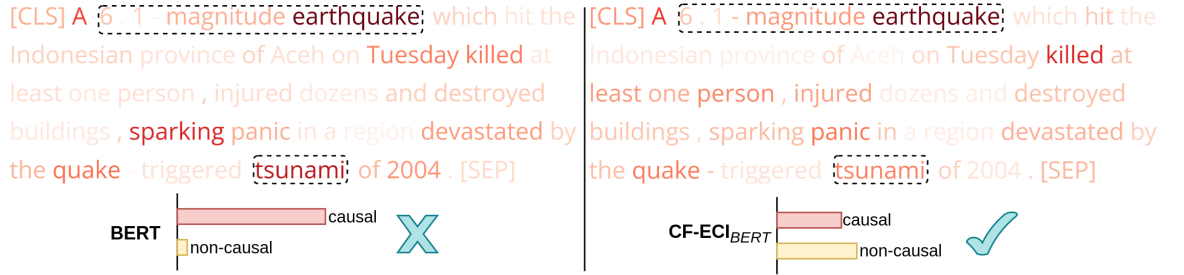 [CLS] A 6 . 1 - magnitude earthquake which hit the
Indonesian province of Aceh on Tuesday killed at
least one person , injured dozens and destroyed
buildings , sparking panic in a region devastated by
the quake - triggered tsunami of 2004 . [SEP]
BERT
causal
non-causal
[CLS] A 6 . 1 - magnitude earthquake which hit the
Indonesian province of Aceh on Tuesday killed at
least one person , injured dozens and destroyed
buildings , sparking panic in a region devastated by
the quake - triggered tsunami of 2004 . [SEP]
CF-ECI BERT
causal
non-causal